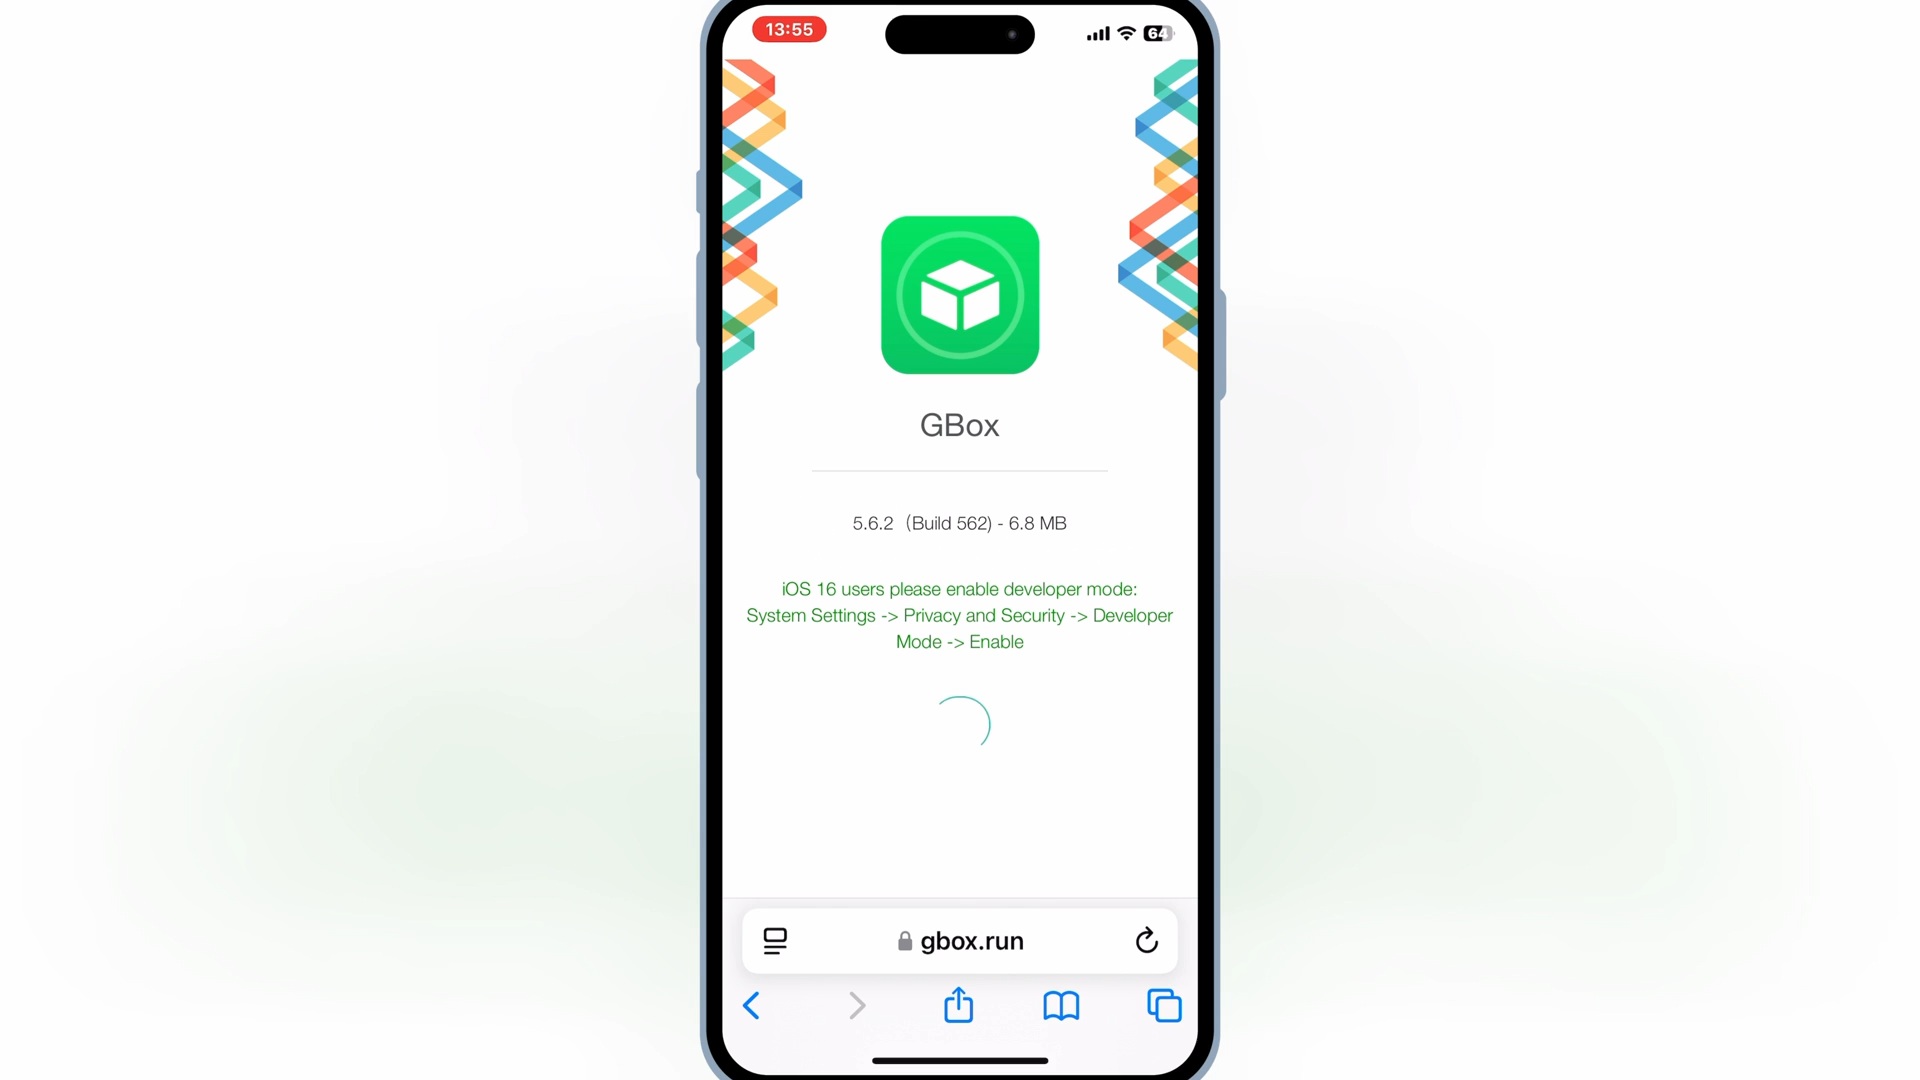 13:55
64
GBox
5.6.2（Build 562) - 6.8 MB
iOS 16 users please enable developer mode:
System Settings -> Privacy and Security -> Developer
Mode -> Enable
gbox.run